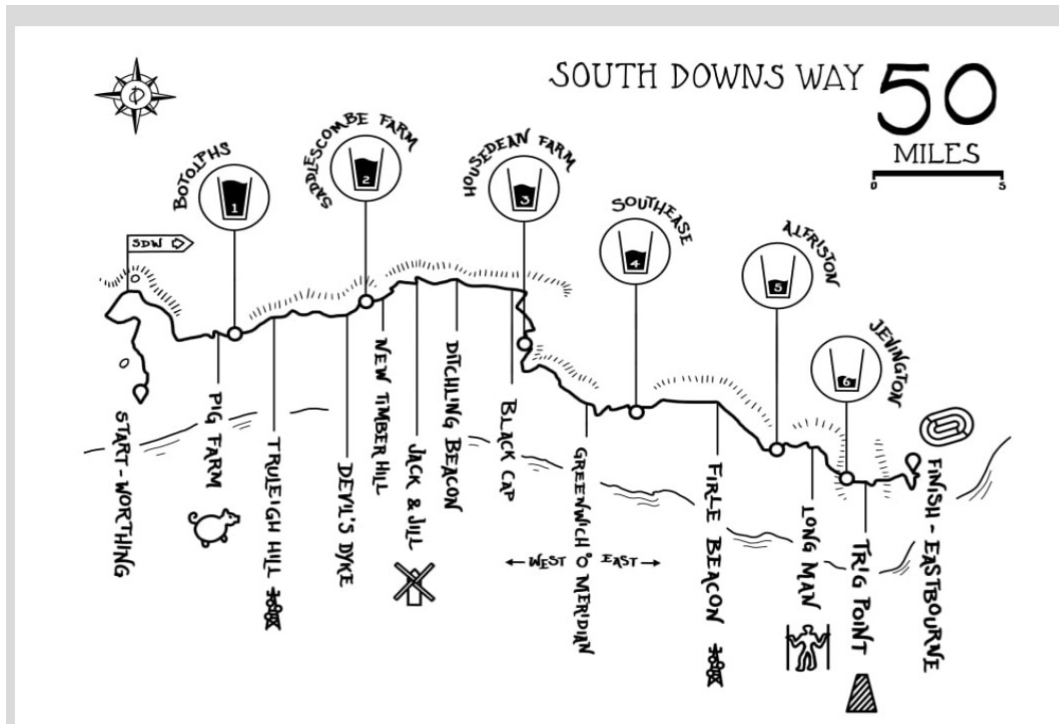 SOUTH DOWNS WAY 50
MILES
0 5
SADDLESCOMBE FARM
BOTOLPHS
HOUSEDEAN FARM
SOUTHEASE
ALFRISTON
JEVINGTON
1
2
3
4
5
6
SDW
START - WORTHING
PIG FARM
TRULEIGH HILL
DEVIL'S DYKE
NEW TIMBER HILL
JACK & JILL
DITCHLING BEACON
BLACK CAP
GREENWICH 0° MERIDIAN
WEST EAST
FIRLE BEACON
LONG MAN
TRIG POINT
FINISH - EASTBOURNE